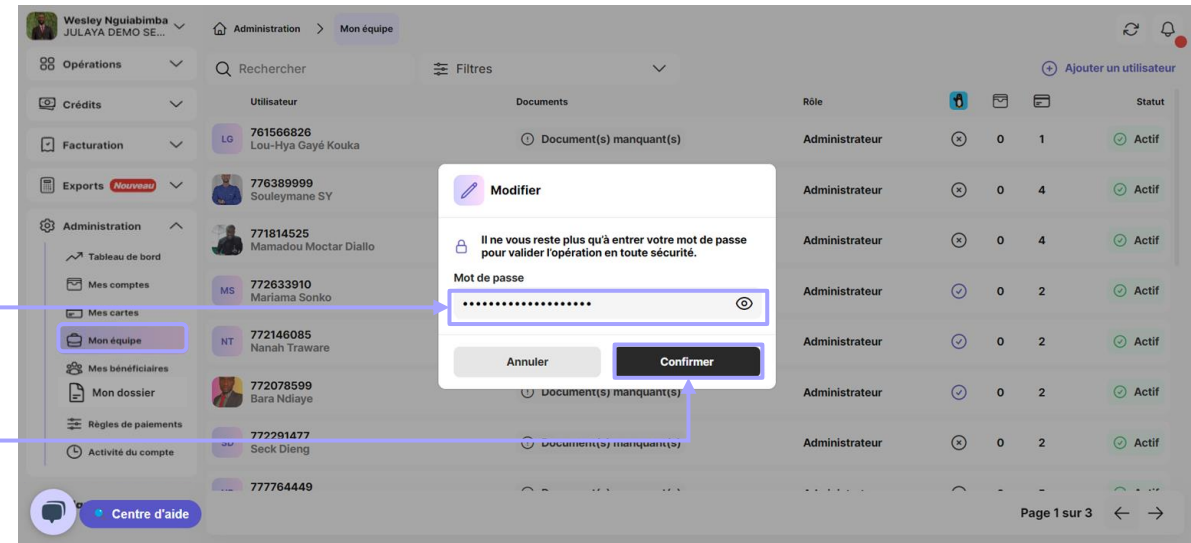 Wesley Nguiabimba
JULAYA DEMO SE...
Administration > Mon équipe
Opérations
Crédits
Facturation
Exports Nouveau
Administration
Tableau de bord
Mes comptes
Mes cartes
Mon équipe
Mes bénéficiaires
Mon dossier
Règles de paiements
Activité du compte
Centre d'aide
Rechercher
Filtres
Ajouter un utilisateur
Utilisateur Documents Rôle Statut
LG 761566826 Document(s) manquant(s) Administrateur 0 1 Actif
Lou-Hya Gayé Kouka
776389999 Administrateur 0 4 Actif
Souleymane SY
771814525 Administrateur 0 4 Actif
Mamadou Moctar Diallo
MS 772633910 Administrateur 0 2 Actif
Mariama Sonko
NT 772146085 Administrateur 0 2 Actif
Nanah Traware
772078599 Document(s) manquant(s) Administrateur 0 2 Actif
Bara Ndiaye
SD 772291477 Document(s) manquant(s) Administrateur 0 2 Actif
Seck Dieng
777764449
Modifier
Il ne vous reste plus qu'à entrer votre mot de passe
pour valider l'opération en toute sécurité.
Mot de passe
••••••••••••••••••••
Annuler Confirmer
Page 1 sur 3